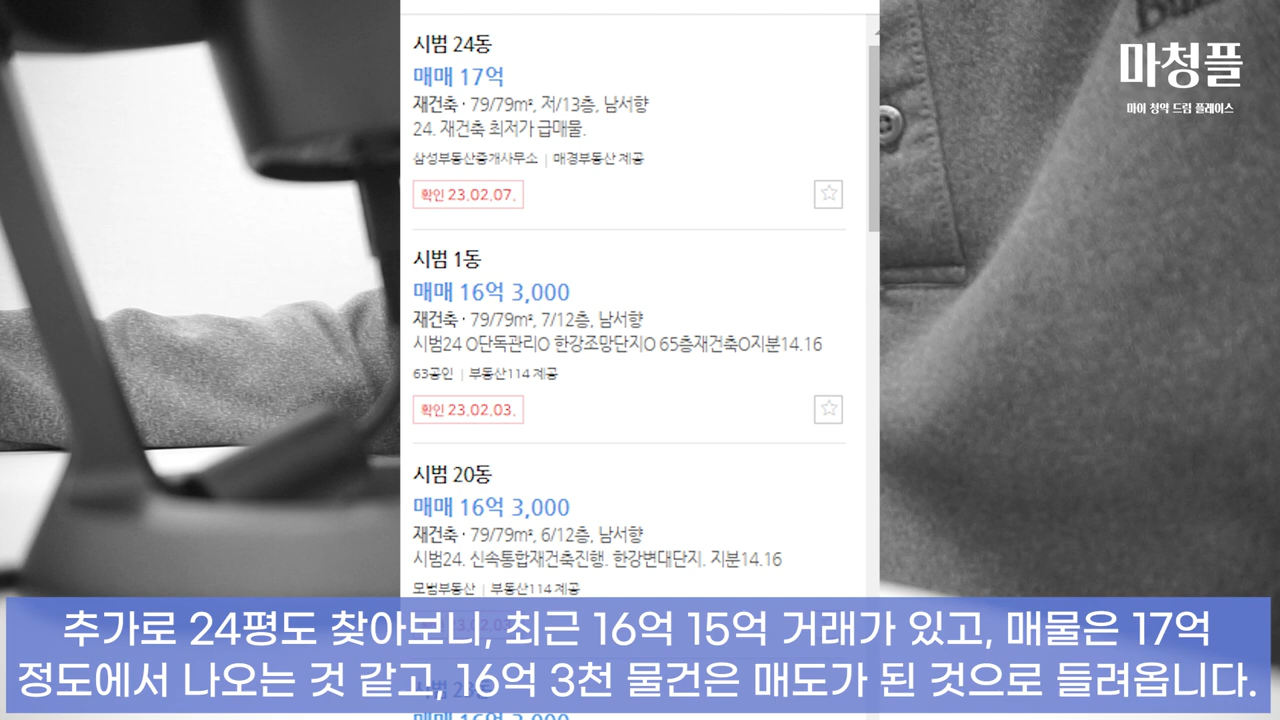 마청플
마이 청약 드림 플레이스
시범 24동
매매 17억
재건축 · 79/79m², 저/13층, 남서향
24. 재건축 최저가 급매물.
삼성부동산중개사무소 | 매경부동산 제공
확인 23.02.07.
시범 1동
매매 16억 3,000
재건축 · 79/79m², 7/12층, 남서향
시범24 O단독관리O 한강조망단지O 65층재건축O지분14.16
63공인 | 부동산114 제공
확인 23.02.03.
시범 20동
매매 16억 3,000
재건축 · 79/79m², 6/12층, 남서향
시범24. 신속통합재건축진행. 한강변대단지. 지분14.16
모범부동산 | 부동산114 제공
추가로 24평도 찾아보니, 최근 16억 15억 거래가 있고, 매물은 17억
정도에서 나오는 것 같고, 16억 3천 물건은 매도가 된 것으로 들려옵니다.
매매 16억 3,000